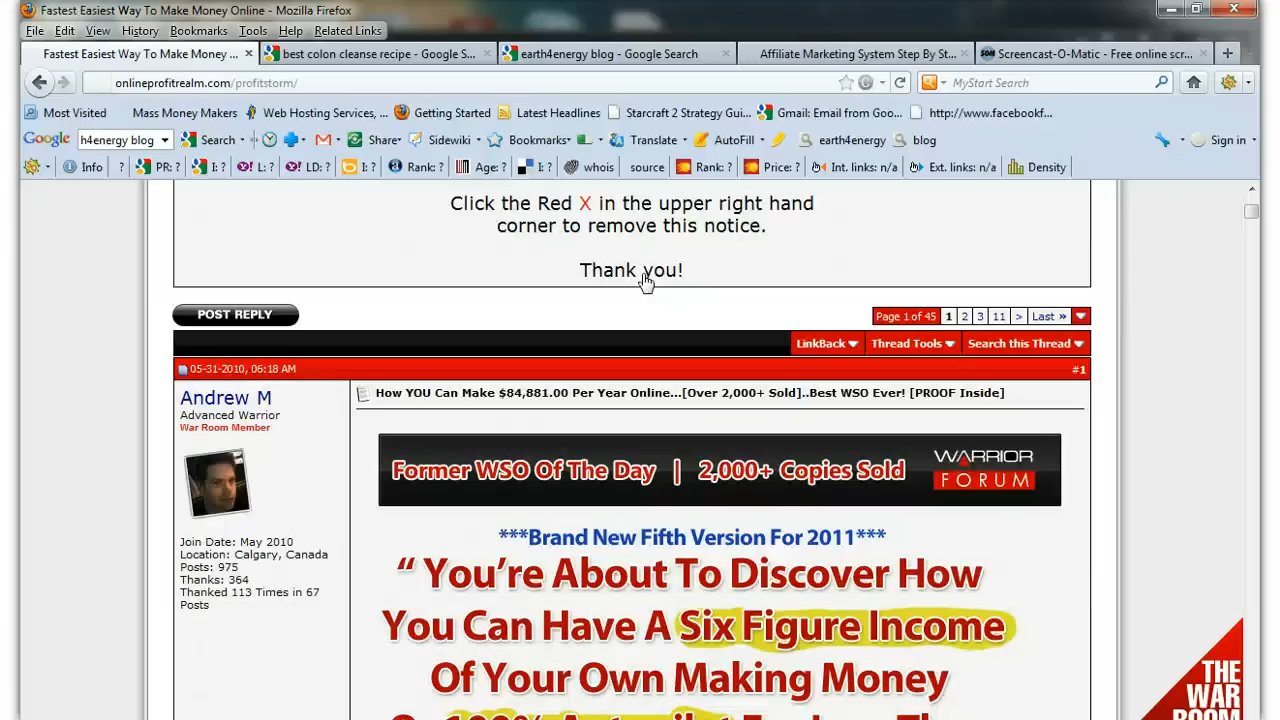 Fastest Easiest Way To Make Money Online - Mozilla Firefox
File Edit View History Bookmarks Tools Help Related Links
Fastest Easiest Way To Make Money ... × best colon cleanse recipe - Google S... × earth4energy blog - Google Search × Affiliate Marketing System Step By St... × Screencast-O-Matic - Free online scr... × +
onlineprofitrealm.com/profitstorm/ MyStart Search
Most Visited Mass Money Makers Web Hosting Services, ... Getting Started Latest Headlines Starcraft 2 Strategy Gui... Gmail: Email from Goo... http://www.facebookf...
Google h4energy blog Search Share Sidewiki Bookmarks Translate AutoFill earth4energy blog Sign in
Info ? PR: ? I: ? L: ? LD: ? I: ? Rank: ? Age: ? I: ? whois source Rank: ? Price: ? Int. links: n/a Ext. links: n/a Density
Click the Red X in the upper right hand
corner to remove this notice.
Thank you!
POST REPLY Page 1 of 45 1 2 3 11 > Last »
LinkBack Thread Tools Search this Thread
05-31-2010, 06:18 AM #1
Andrew M
Advanced Warrior
War Room Member
Join Date: May 2010
Location: Calgary, Canada
Posts: 975
Thanks: 364
Thanked 113 Times in 67
Posts
How YOU Can Make $84,881.00 Per Year Online...[Over 2,000+ Sold]..Best WSO Ever! [PROOF Inside]
Former WSO Of The Day | 2,000+ Copies Sold WARRIOR
FORUM
***Brand New Fifth Version For 2011***
“ You're About To Discover How
You Can Have A Six Figure Income
Of Your Own Making Money
THE
WAR
ROOM